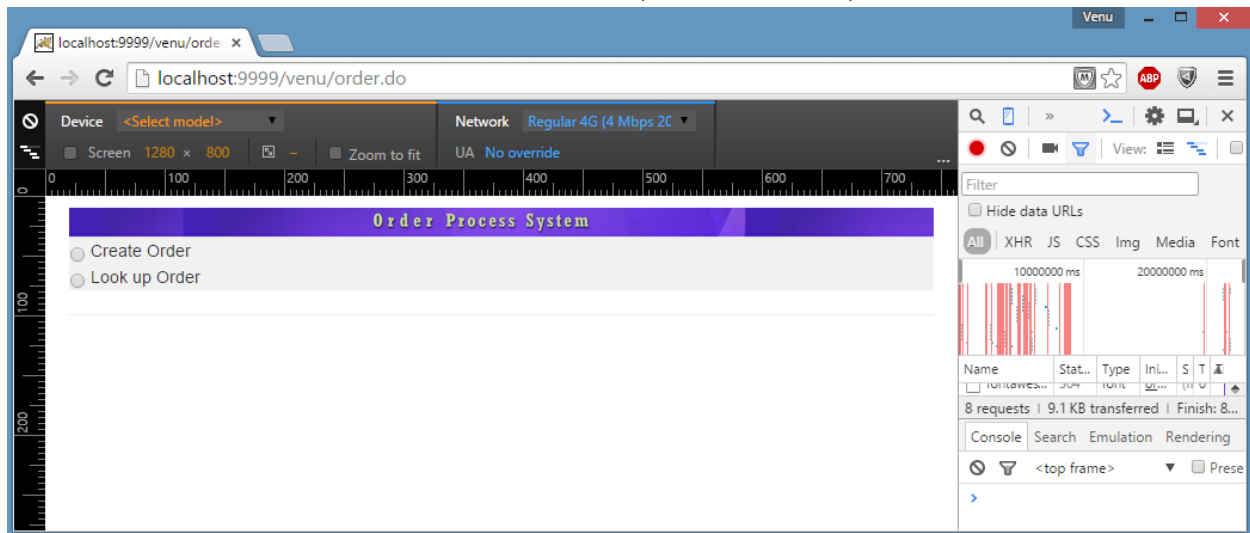 Venu
localhost:9999/venu/orde
localhost:9999/venu/order.do
ABP
Device <Select model> Network Regular 4G (4 Mbps 20
Screen 1280 × 800 Zoom to fit UA No override ...
0 100 200 300 400 500 600 700
0 100 200
Order Process System
Create Order
Look up Order
» View:
Filter
Hide data URLs
All XHR JS CSS Img Media Font
10000000 ms 20000000 ms
Name Stat... Type Ini... S T
8 requests | 9.1 KB transferred | Finish: 8...
Console Search Emulation Rendering
<top frame> Prese
>